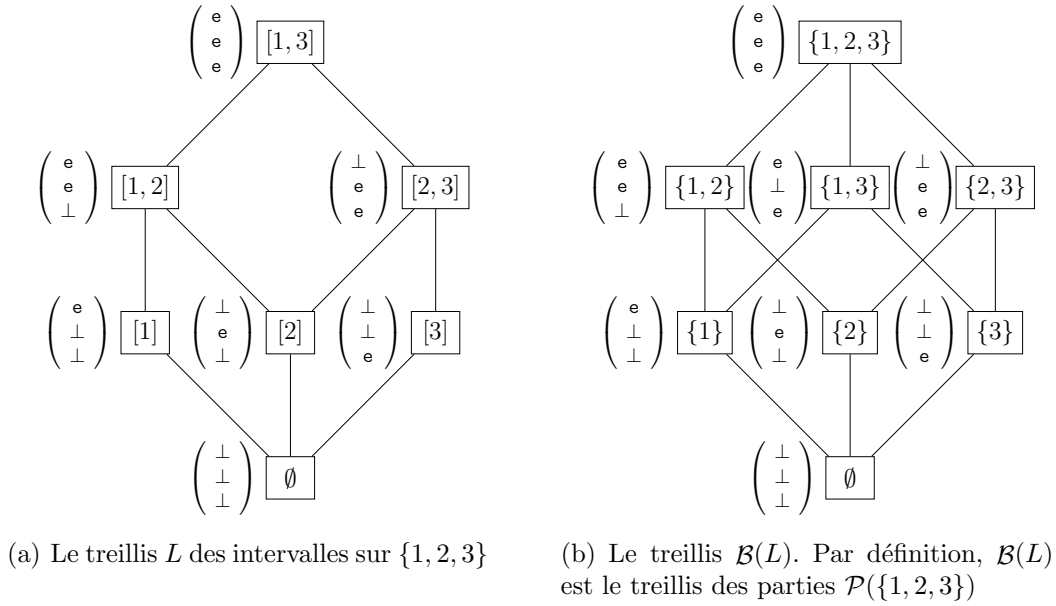 ( e e e ) [1, 3]
( e e e ) {1, 2, 3}
( e e ⊥ ) [1, 2] ( ⊥ e e ) [2, 3]
( e e ⊥ ) {1, 2} ( e ⊥ e ) {1, 3} ( ⊥ e e ) {2, 3}
( e ⊥ ⊥ ) [1] ( ⊥ e ⊥ ) [2] ( ⊥ ⊥ e ) [3]
( e ⊥ ⊥ ) {1} ( ⊥ e ⊥ ) {2} ( ⊥ ⊥ e ) {3}
( ⊥ ⊥ ⊥ ) ∅
( ⊥ ⊥ ⊥ ) ∅
(a) Le treillis L des intervalles sur {1, 2, 3}
(b) Le treillis B(L). Par définition, B(L)
est le treillis des parties P({1, 2, 3})